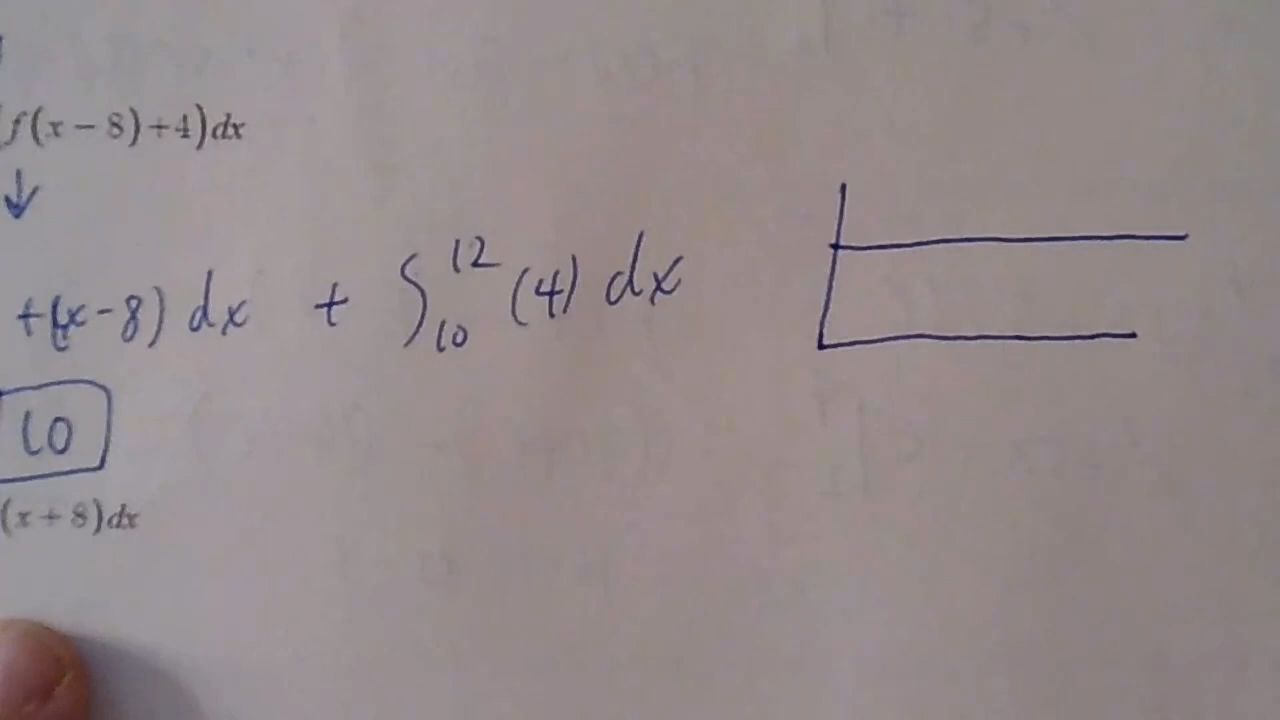 f(x − 8)+4)dx
↓
+(x-8) dx + ∫₁₀¹² (4) dx
10
(x + 8)dx